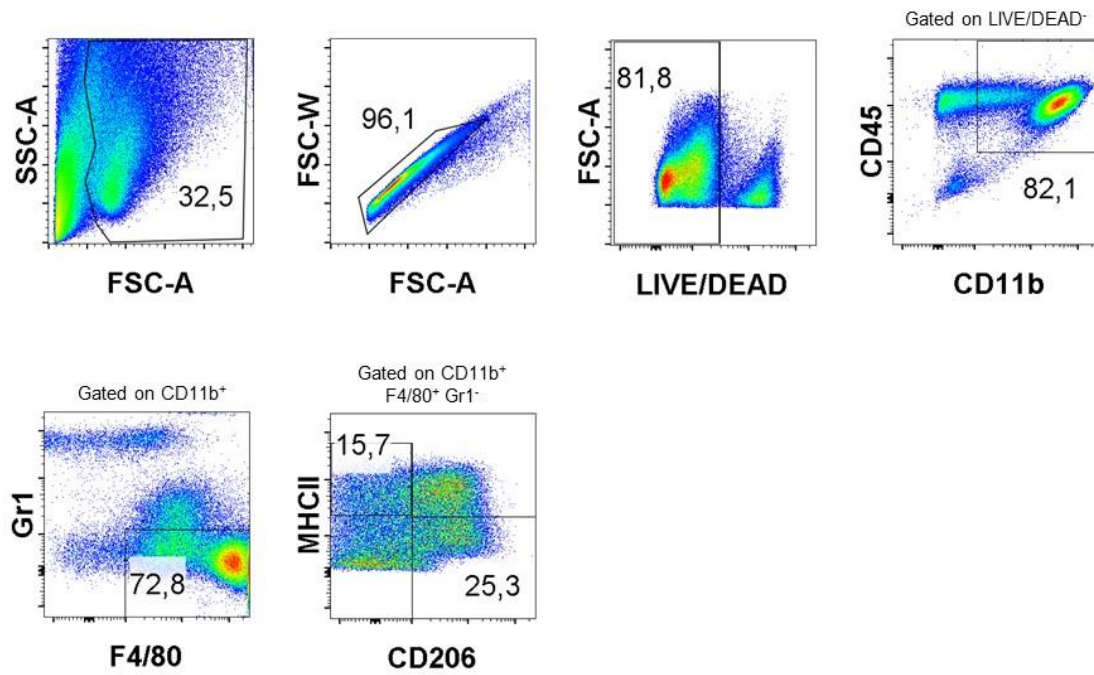 Gated on LIVE/DEAD-
SSC-A
32,5
FSC-A
FSC-W
96,1
FSC-A
FSC-A
81,8
LIVE/DEAD
CD45
82,1
CD11b
Gated on CD11b+
Gr1
72,8
F4/80
Gated on CD11b+
F4/80+ Gr1-
MHCII
15,7
25,3
CD206